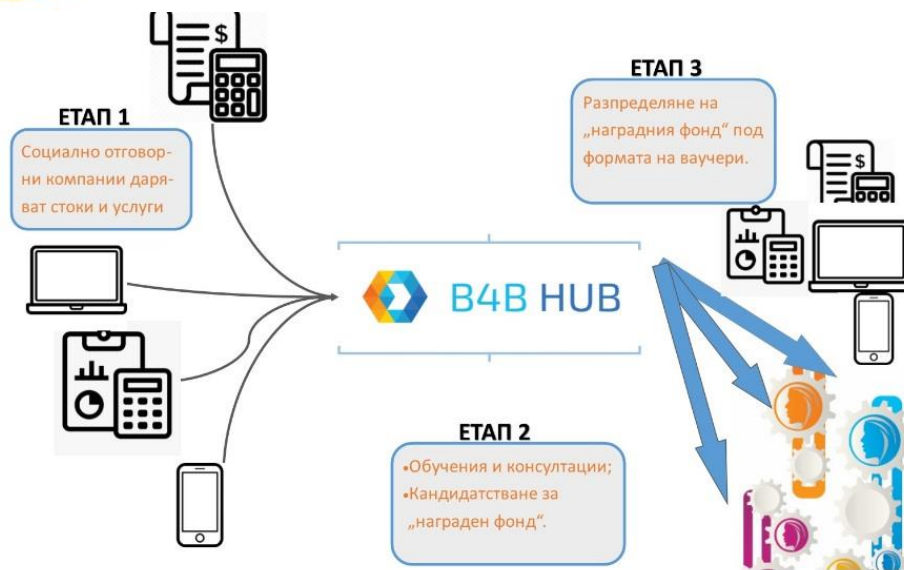 $
ЕТАП 1
Социално отговор-
ни компании даря-
ват стоки и услуги
ЕТАП 3
Разпределяне на
„наградния фонд“ под
формата на ваучери.
$
B4B HUB
ЕТАП 2
•Обучения и консултации;
•Кандидатстване за
„награден фонд“.